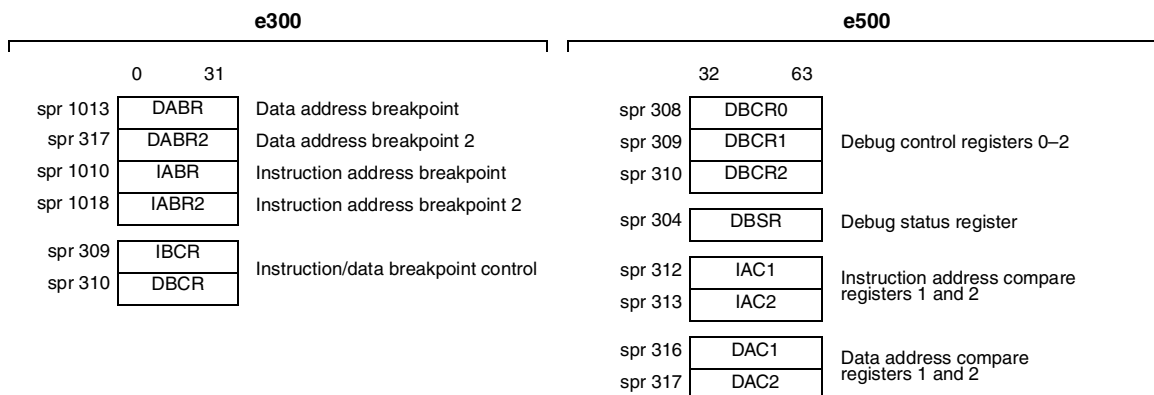 e300
0 31
spr 1013 DABR Data address breakpoint
spr 317 DABR2 Data address breakpoint 2
spr 1010 IABR Instruction address breakpoint
spr 1018 IABR2 Instruction address breakpoint 2
spr 309 IBCR
Instruction/data breakpoint control
spr 310 DBCR
e500
32 63
spr 308 DBCR0
spr 309 DBCR1 Debug control registers 0–2
spr 310 DBCR2
spr 304 DBSR Debug status register
spr 312 IAC1 Instruction address compare
spr 313 IAC2 registers 1 and 2
spr 316 DAC1 Data address compare
spr 317 DAC2 registers 1 and 2